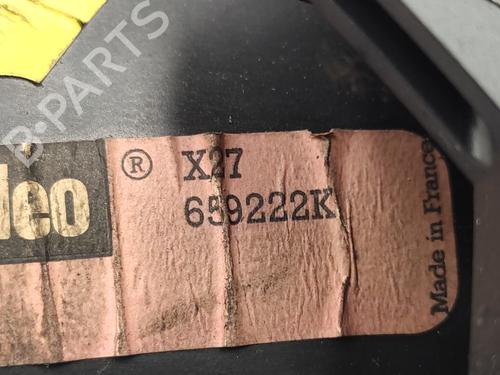 leo ® X27
659222K
Made in France
B-PARTS